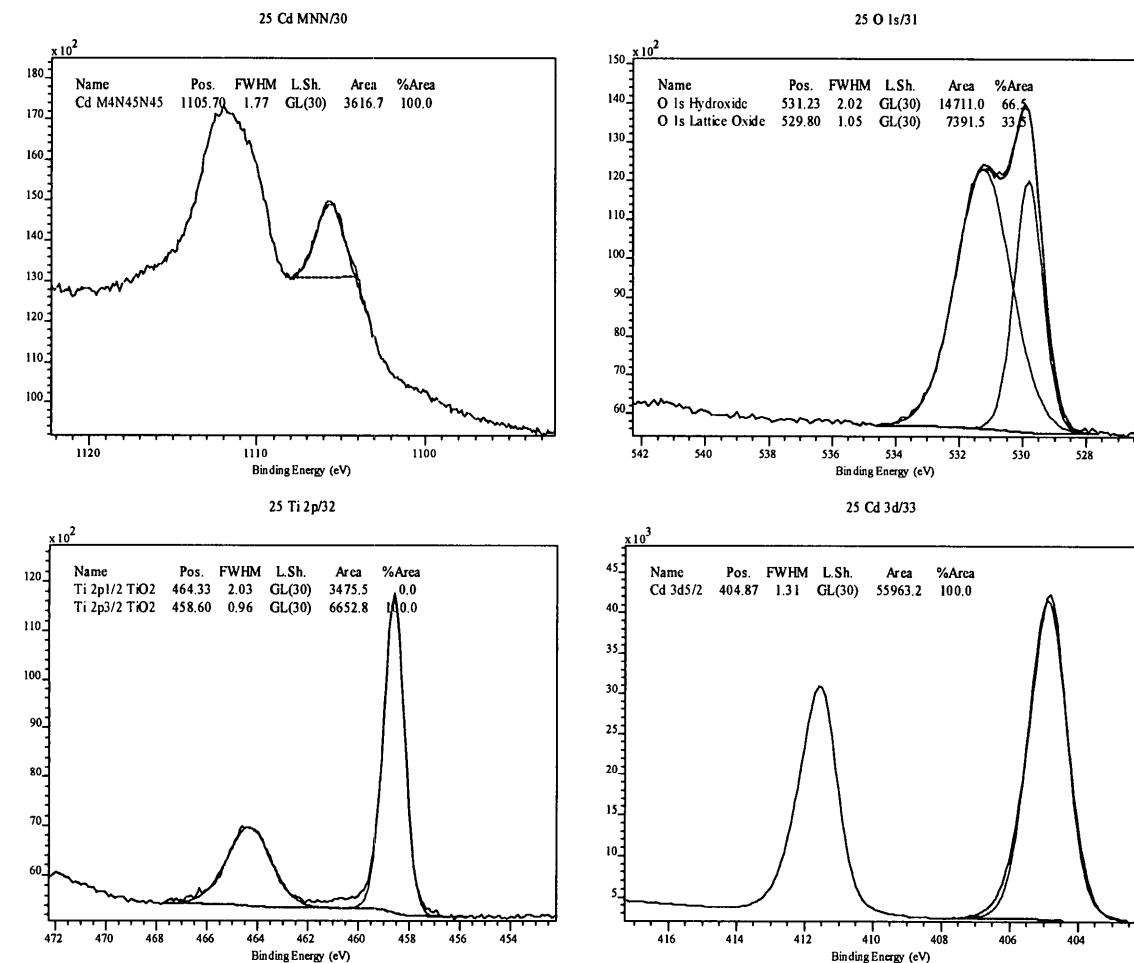 25 Cd MNN/30
x10²
Name Pos. FWHM L.Sh. Area %Area
Cd M4N45N45 1105.70 1.77 GL(30) 3616.7 100.0
180
170
160
150
140
130
120
110
100
1120 1110 1100
Binding Energy (eV)
25 O 1s/31
x10²
Name Pos. FWHM L.Sh. Area %Area
O 1s Hydroxide 531.23 2.02 GL(30) 14711.0 66.5
O 1s Lattice Oxide 529.80 1.05 GL(30) 7391.5 33.5
150
140
130
120
110
100
90
80
70
60
542 540 538 536 534 532 530 528
Binding Energy (eV)
25 Ti 2p/32
x10²
Name Pos. FWHM L.Sh. Area %Area
Ti 2p1/2 TiO2 464.33 2.03 GL(30) 3475.5 0.0
Ti 2p3/2 TiO2 458.60 0.96 GL(30) 6652.8 100.0
120
110
100
90
80
70
60
472 470 468 466 464 462 460 458 456 454
Binding Energy (eV)
25 Cd 3d/33
x10³
Name Pos. FWHM L.Sh. Area %Area
Cd 3d5/2 404.87 1.31 GL(30) 55963.2 100.0
45
40
35
30
25
20
15
10
5
416 414 412 410 408 406 404
Binding Energy (eV)